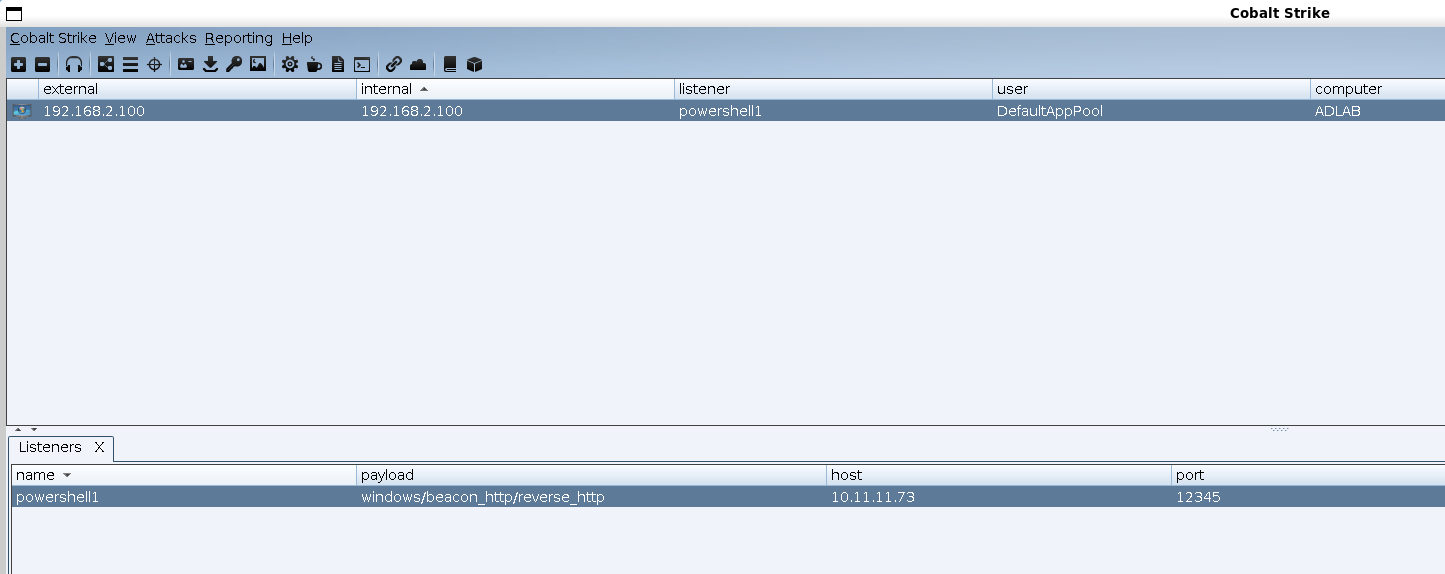 Cobalt Strike
Cobalt Strike View Attacks Reporting Help
external internal listener user computer
192.168.2.100 192.168.2.100 powershell1 DefaultAppPool ADLAB
Listeners X
name payload host port
powershell1 windows/beacon_http/reverse_http 10.11.11.73 12345